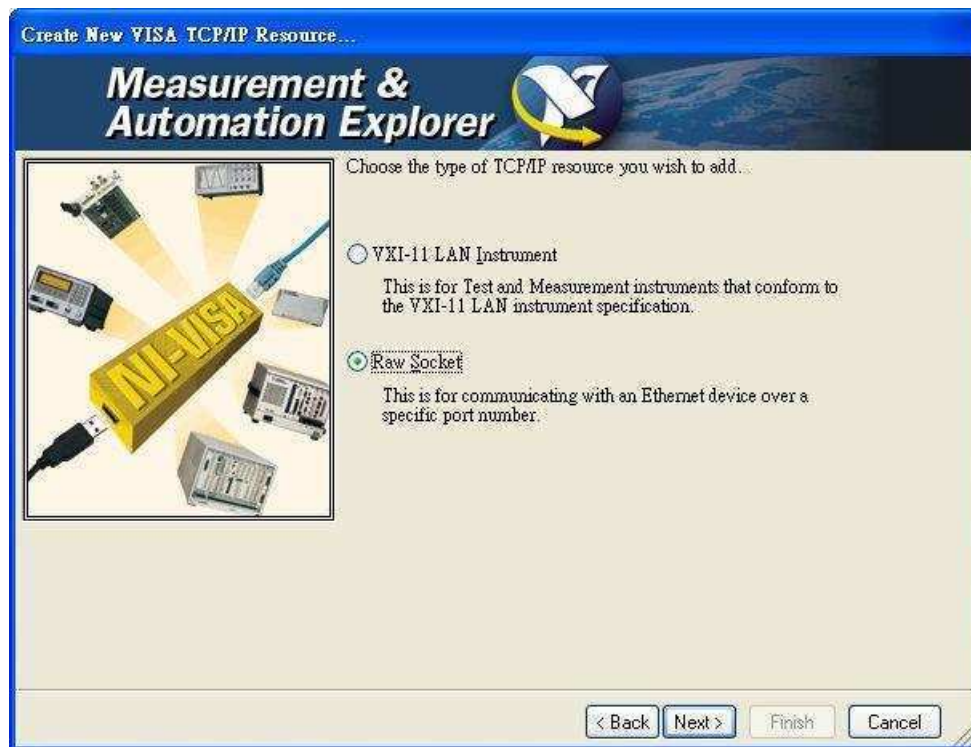 Create New VISA TCP/IP Resource...
Measurement &
Automation Explorer
NI-VISA
Choose the type of TCP/IP resource you wish to add...
VXI-11 LAN Instrument
This is for Test and Measurement instruments that conform to
the VXI-11 LAN instrument specification.
Raw Socket
This is for communicating with an Ethernet device over a
specific port number.
< Back
Next >
Finish
Cancel